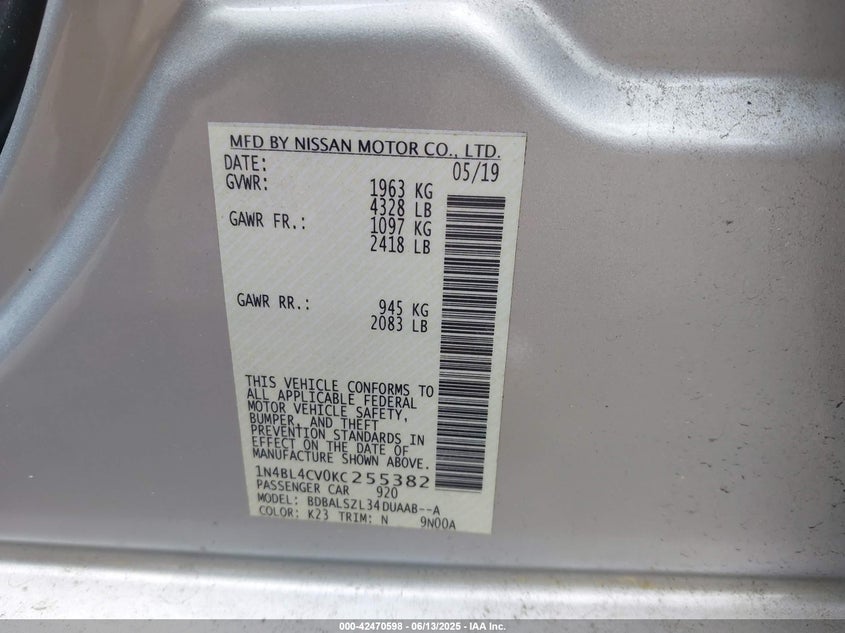 MFD BY NISSAN MOTOR CO., LTD.
DATE: 05/19
GVWR: 1963 KG
4328 LB
GAWR FR.: 1097 KG
2418 LB
GAWR RR.: 945 KG
2083 LB
THIS VEHICLE CONFORMS TO
ALL APPLICABLE FEDERAL
MOTOR VEHICLE SAFETY,
BUMPER, AND THEFT
PREVENTION STANDARDS IN
EFFECT ON THE DATE OF
MANUFACTURE SHOWN ABOVE.
1N4BL4CV0KC255382
PASSENGER CAR 920
MODEL: BDBALSZL34DUAAB--A
COLOR: K23 TRIM: N 9N00A
000-42470598 - 06/13/2025 - IAA Inc.